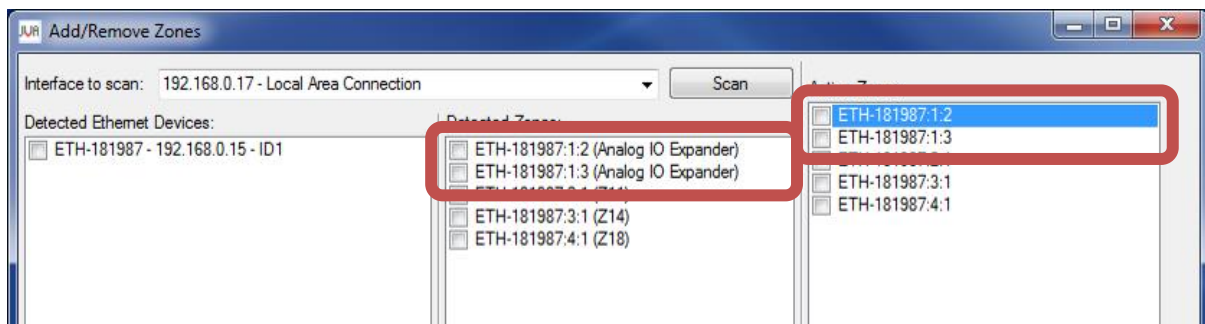 JVA Add/Remove Zones
Interface to scan: 192.168.0.17 - Local Area Connection Scan
Detected Ethernet Devices:
ETH-181987 - 192.168.0.15 - ID1
Detected Zones:
ETH-181987:1:2 (Analog IO Expander)
ETH-181987:1:3 (Analog IO Expander)
ETH-181987:3:1 (Z14)
ETH-181987:4:1 (Z18)
ETH-181987:1:2
ETH-181987:1:3
ETH-181987:3:1
ETH-181987:4:1